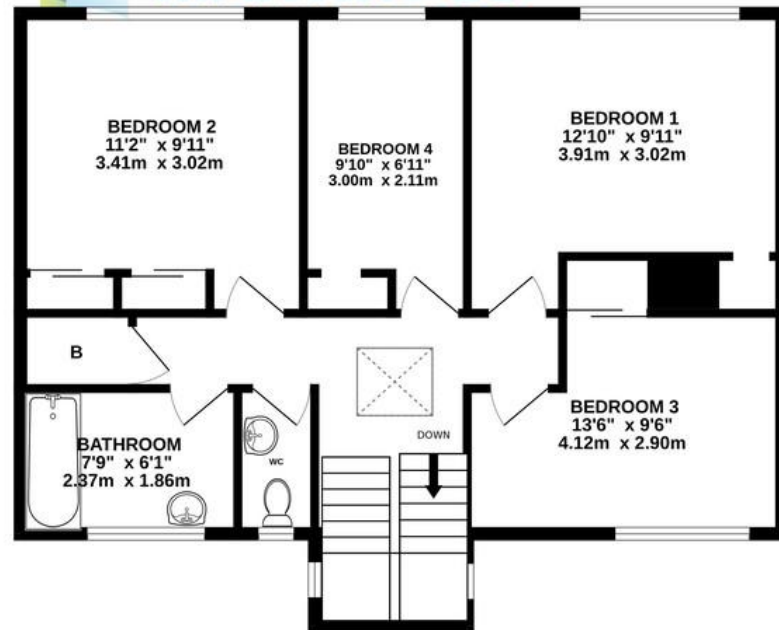 BEDROOM 2
11'2" x 9'11"
3.41m x 3.02m
BEDROOM 4
9'10" x 6'11"
3.00m x 2.11m
BEDROOM 1
12'10" x 9'11"
3.91m x 3.02m
B
BATHROOM
7'9" x 6'1"
2.37m x 1.86m
WC
DOWN
BEDROOM 3
13'6" x 9'6"
4.12m x 2.90m